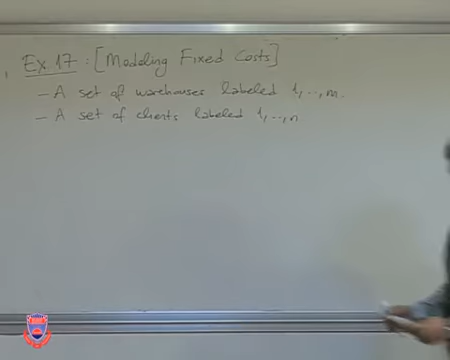 Ex 17 : [Modeling Fixed Costs]
- A set of warehouses labeled 1,...,m.
- A set of clients labeled 1,...,n